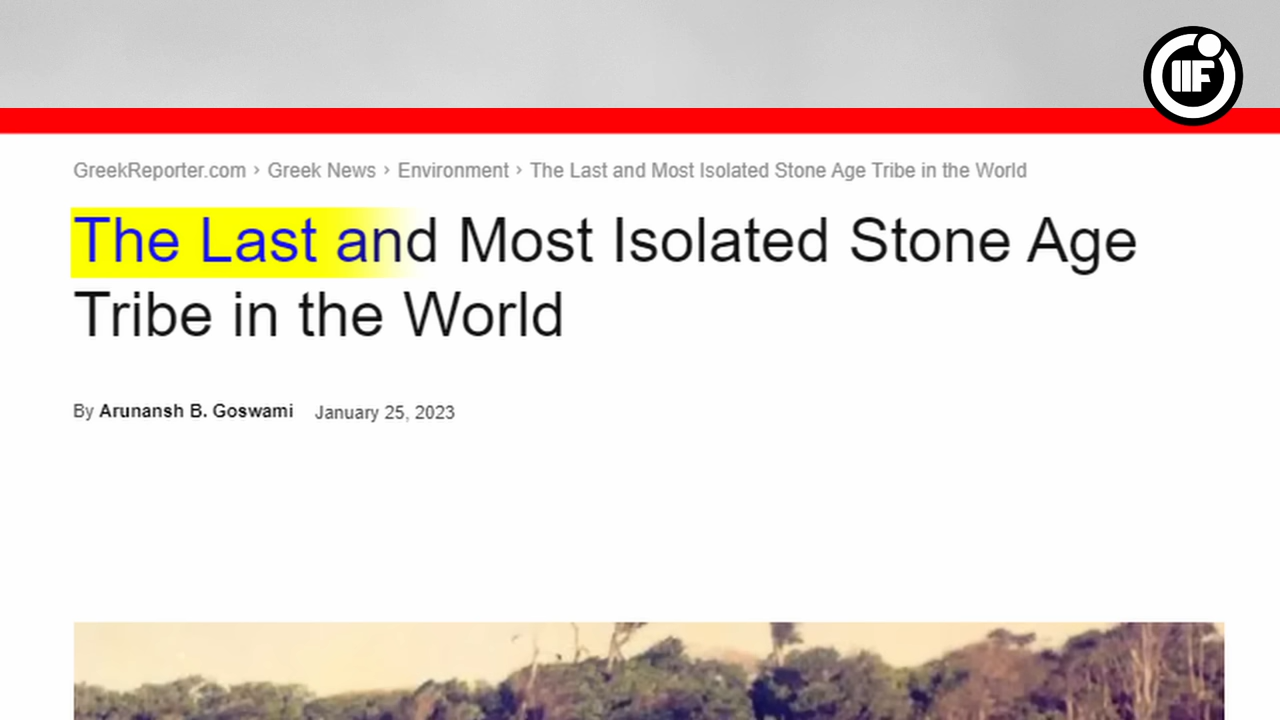 IIF
GreekReporter.com › Greek News › Environment › The Last and Most Isolated Stone Age Tribe in the World
The Last and Most Isolated Stone Age
Tribe in the World
By Arunansh B. Goswami January 25, 2023